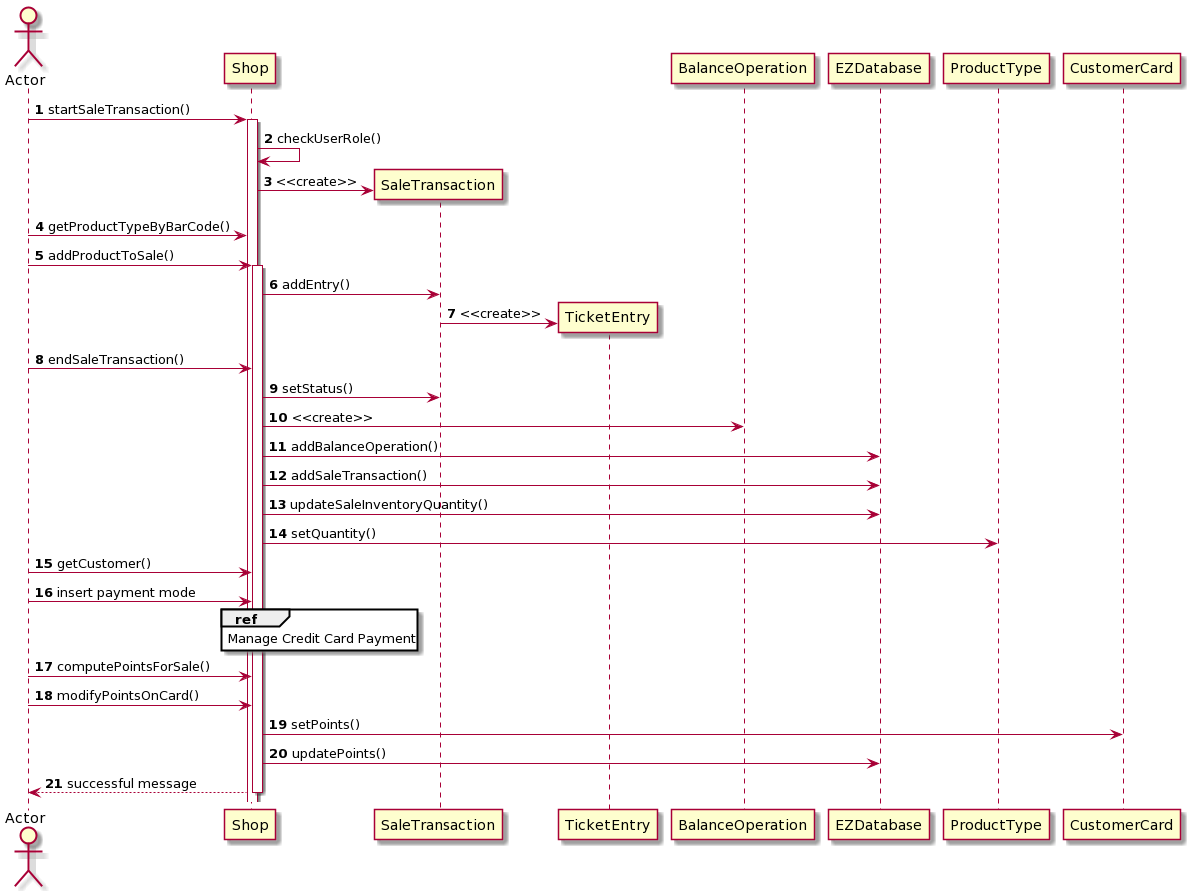 Actor
Shop
BalanceOperation
EZDatabase
ProductType
CustomerCard
1 startSaleTransaction()
2 checkUserRole()
3 <<create>>
SaleTransaction
4 getProductTypeByBarCode()
5 addProductToSale()
6 addEntry()
7 <<create>>
TicketEntry
8 endSaleTransaction()
9 setStatus()
10 <<create>>
11 addBalanceOperation()
12 addSaleTransaction()
13 updateSaleInventoryQuantity()
14 setQuantity()
15 getCustomer()
16 insert payment mode
ref
Manage Credit Card Payment
17 computePointsForSale()
18 modifyPointsOnCard()
19 setPoints()
20 updatePoints()
21 successful message
Actor
Shop
SaleTransaction
TicketEntry
BalanceOperation
EZDatabase
ProductType
CustomerCard